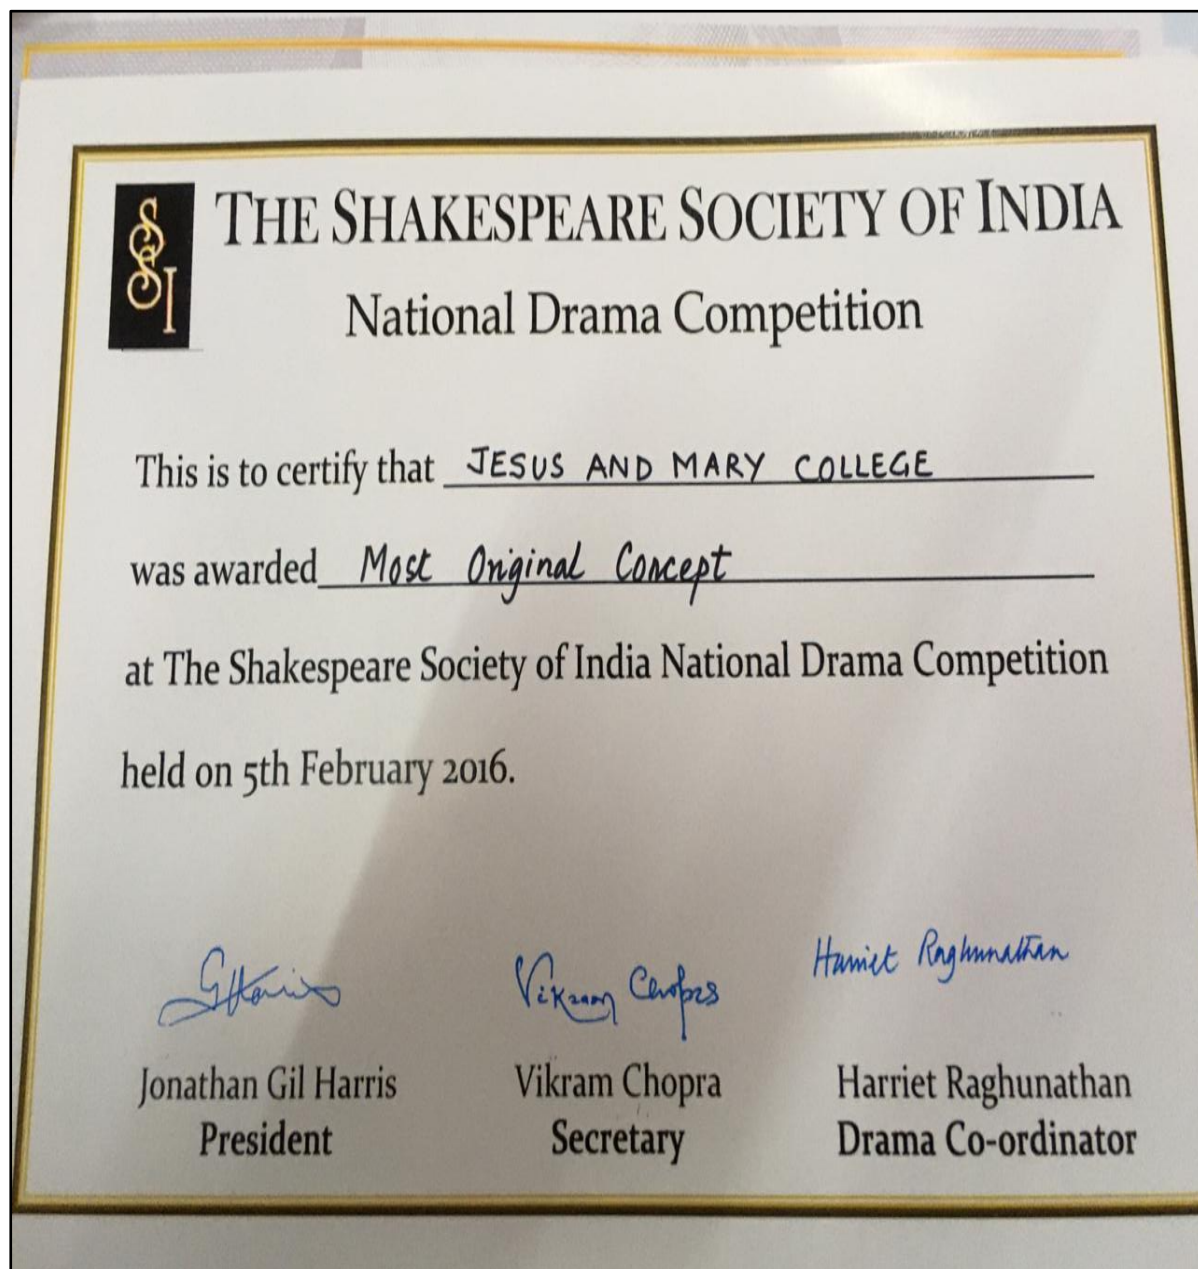 SSI
THE SHAKESPEARE SOCIETY OF INDIA
National Drama Competition
This is to certify that JESUS AND MARY COLLEGE
was awarded Most Original Concept
at The Shakespeare Society of India National Drama Competition
held on 5th February 2016.
GHarris Vikram Chopra Harriet Raghunathan
Jonathan Gil Harris Vikram Chopra Harriet Raghunathan
President Secretary Drama Co-ordinator